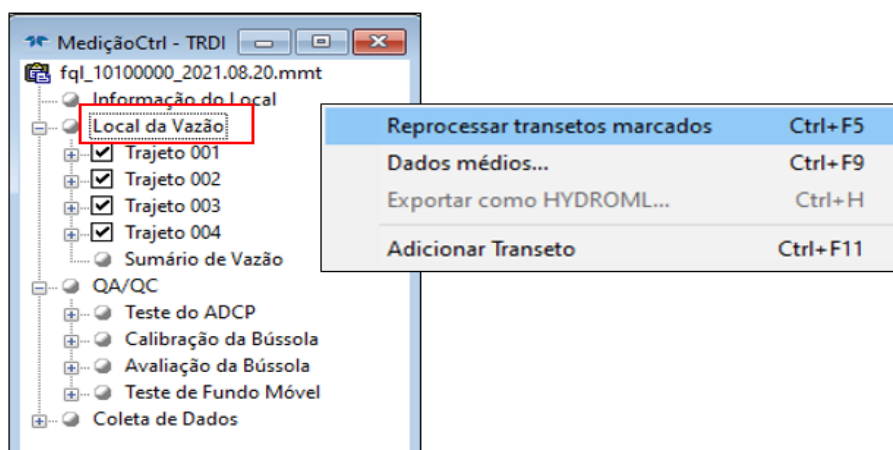 MediçãoCtrl - TRDI
fql_10100000_2021.08.20.mmt
Informação do Local
Local da Vazão
Trajeto 001
Trajeto 002
Trajeto 003
Trajeto 004
Sumário de Vazão
QA/QC
Teste do ADCP
Calibração da Bússola
Avaliação da Bússola
Teste de Fundo Móvel
Coleta de Dados
Reprocessar transetos marcados Ctrl+F5
Dados médios... Ctrl+F9
Exportar como HYDROML... Ctrl+H
Adicionar Transeto Ctrl+F11